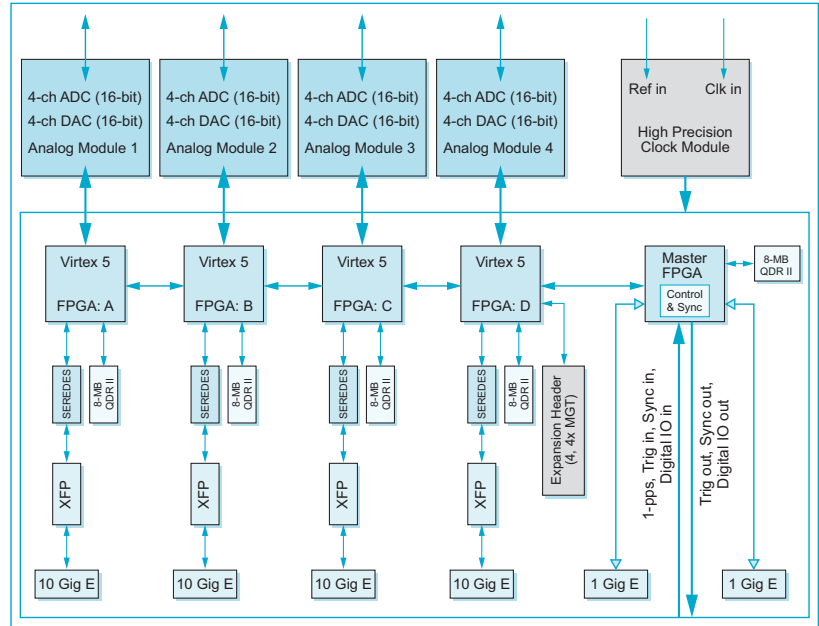 4-ch ADC (16-bit)
4-ch DAC (16-bit)
Analog Module 1
4-ch ADC (16-bit)
4-ch DAC (16-bit)
Analog Module 2
4-ch ADC (16-bit)
4-ch DAC (16-bit)
Analog Module 3
4-ch ADC (16-bit)
4-ch DAC (16-bit)
Analog Module 4
Ref in
Clk in
High Precision
Clock Module
Virtex 5
FPGA: A
Virtex 5
FPGA: B
Virtex 5
FPGA: C
Virtex 5
FPGA: D
Master
FPGA
Control
& Sync
8-MB
QDR II
SEREDES
8-MB
QDR II
SEREDES
8-MB
QDR II
SEREDES
8-MB
QDR II
SEREDES
8-MB
QDR II
Expansion Header
(4, 4x MGT)
1-pps, Trig in, Sync in,
Digital IO in
Trig out, Sync out,
Digital IO out
XFP
XFP
XFP
XFP
10 Gig E
10 Gig E
10 Gig E
10 Gig E
1 Gig E
1 Gig E